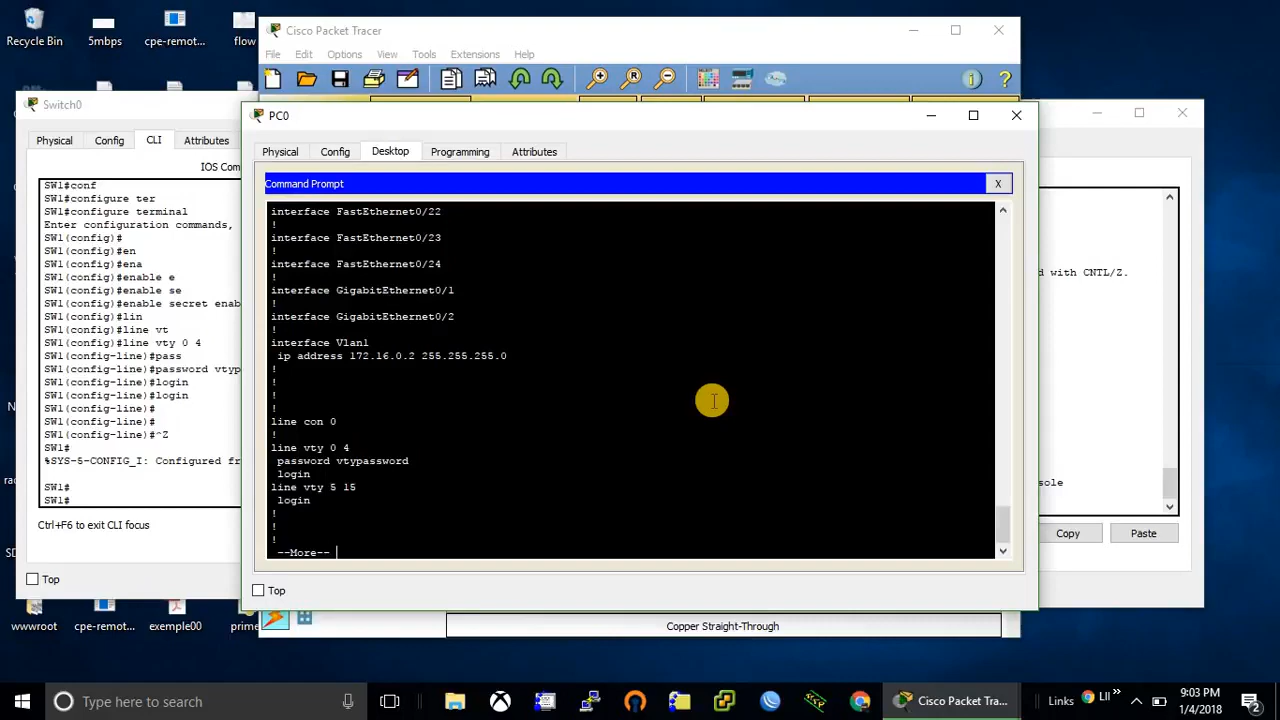 Recycle Bin
5mbps
cpe-remot...
flow
Cisco Packet Tracer
File Edit Options View Tools Extensions Help
Switch0
Physical Config CLI Attributes
IOS Com
SW1#conf
SW1#configure ter
SW1#configure terminal
Enter configuration commands,
SW1(config)#
SW1(config)#en
SW1(config)#ena
SW1(config)#enable e
SW1(config)#enable se
SW1(config)#enable secret enab
SW1(config)#lin
SW1(config)#line vt
SW1(config)#line vty 0 4
SW1(config-line)#pass
SW1(config-line)#password vtyp
SW1(config-line)#login
SW1(config-line)#login
SW1(config-line)#
SW1(config-line)#
SW1(config-line)#^Z
SW1#
%SYS-5-CONFIG_I: Configured fr
SW1#
SW1#
Ctrl+F6 to exit CLI focus
Top
PC0
Physical Config Desktop Programming Attributes
Command Prompt
X
interface FastEthernet0/22
!
interface FastEthernet0/23
!
interface FastEthernet0/24
!
interface GigabitEthernet0/1
!
interface GigabitEthernet0/2
!
interface Vlan1
ip address 172.16.0.2 255.255.255.0
!
!
!
!
line con 0
!
line vty 0 4
password vtypassword
login
line vty 5 15
login
!
!
!
--More--
Top
d with CNTL/Z.
sole
Copy Paste
wwwroot
cpe-remot...
exemple00
prime
Copper Straight-Through
Type here to search
Cisco Packet Tra...
Links
9:03 PM
1/4/2018
2